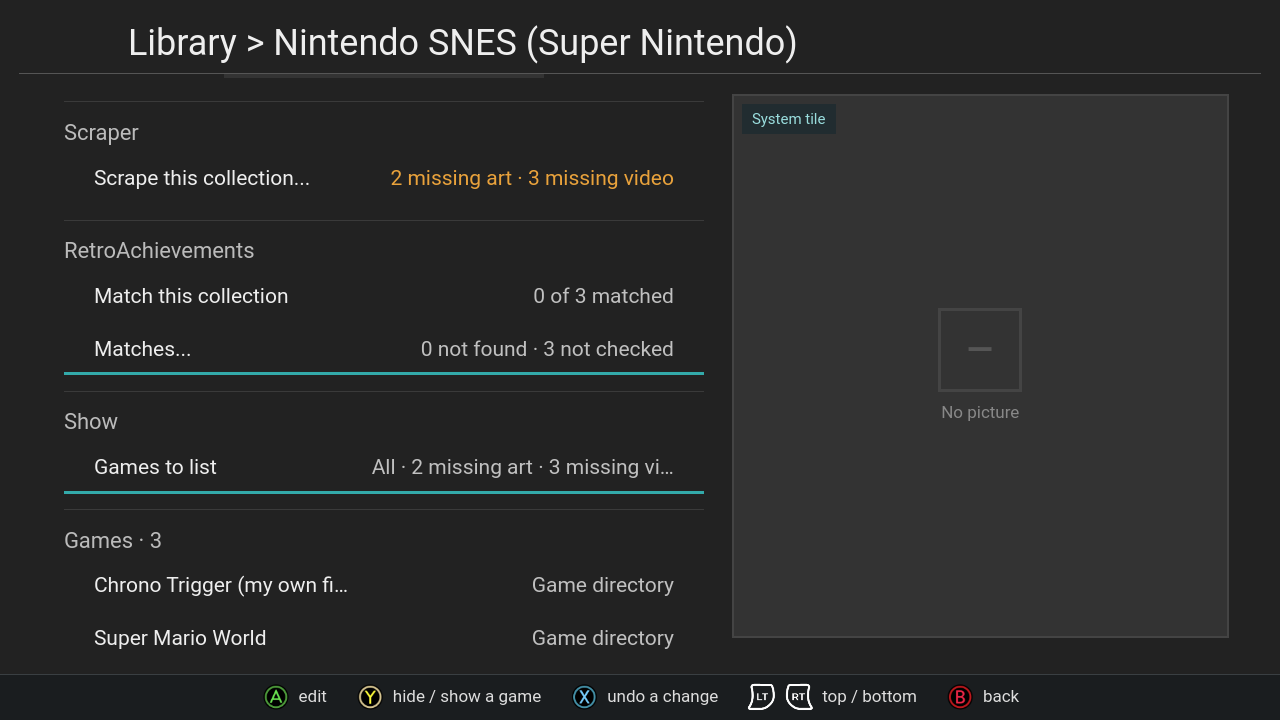 Library > Nintendo SNES (Super Nintendo)
Scraper
Scrape this collection... 2 missing art · 3 missing video
RetroAchievements
Match this collection 0 of 3 matched
Matches... 0 not found · 3 not checked
Show
Games to list All · 2 missing art · 3 missing vi...
Games · 3
Chrono Trigger (my own fi... Game directory
Super Mario World Game directory
System tile
No picture
A edit Y hide / show a game X undo a change LT RT top / bottom B back